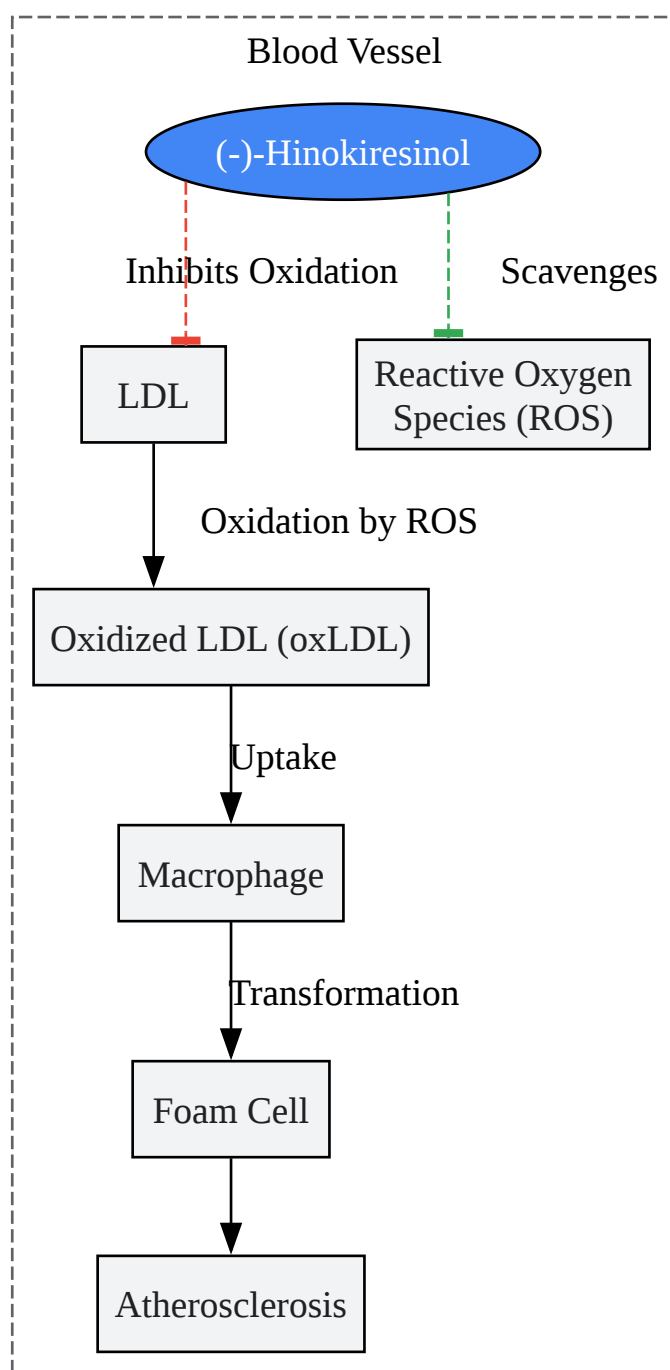 Blood Vessel
(-)-Hinokiresinol
Inhibits Oxidation
Scavenges
LDL
Reactive Oxygen
Species (ROS)
Oxidation by ROS
Oxidized LDL (oxLDL)
Uptake
Macrophage
Transformation
Foam Cell
Atherosclerosis